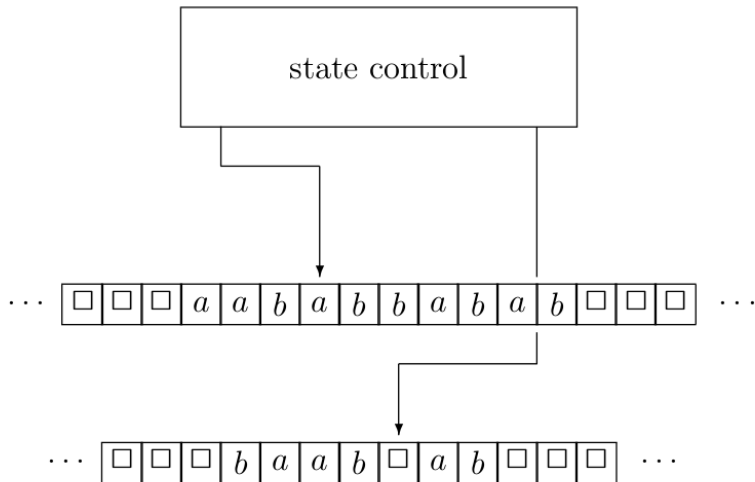 state control
··· □ □ □ a a b a b b a b a b □ □ □ ···
··· □ □ □ b a a b □ a b □ □ □ ···